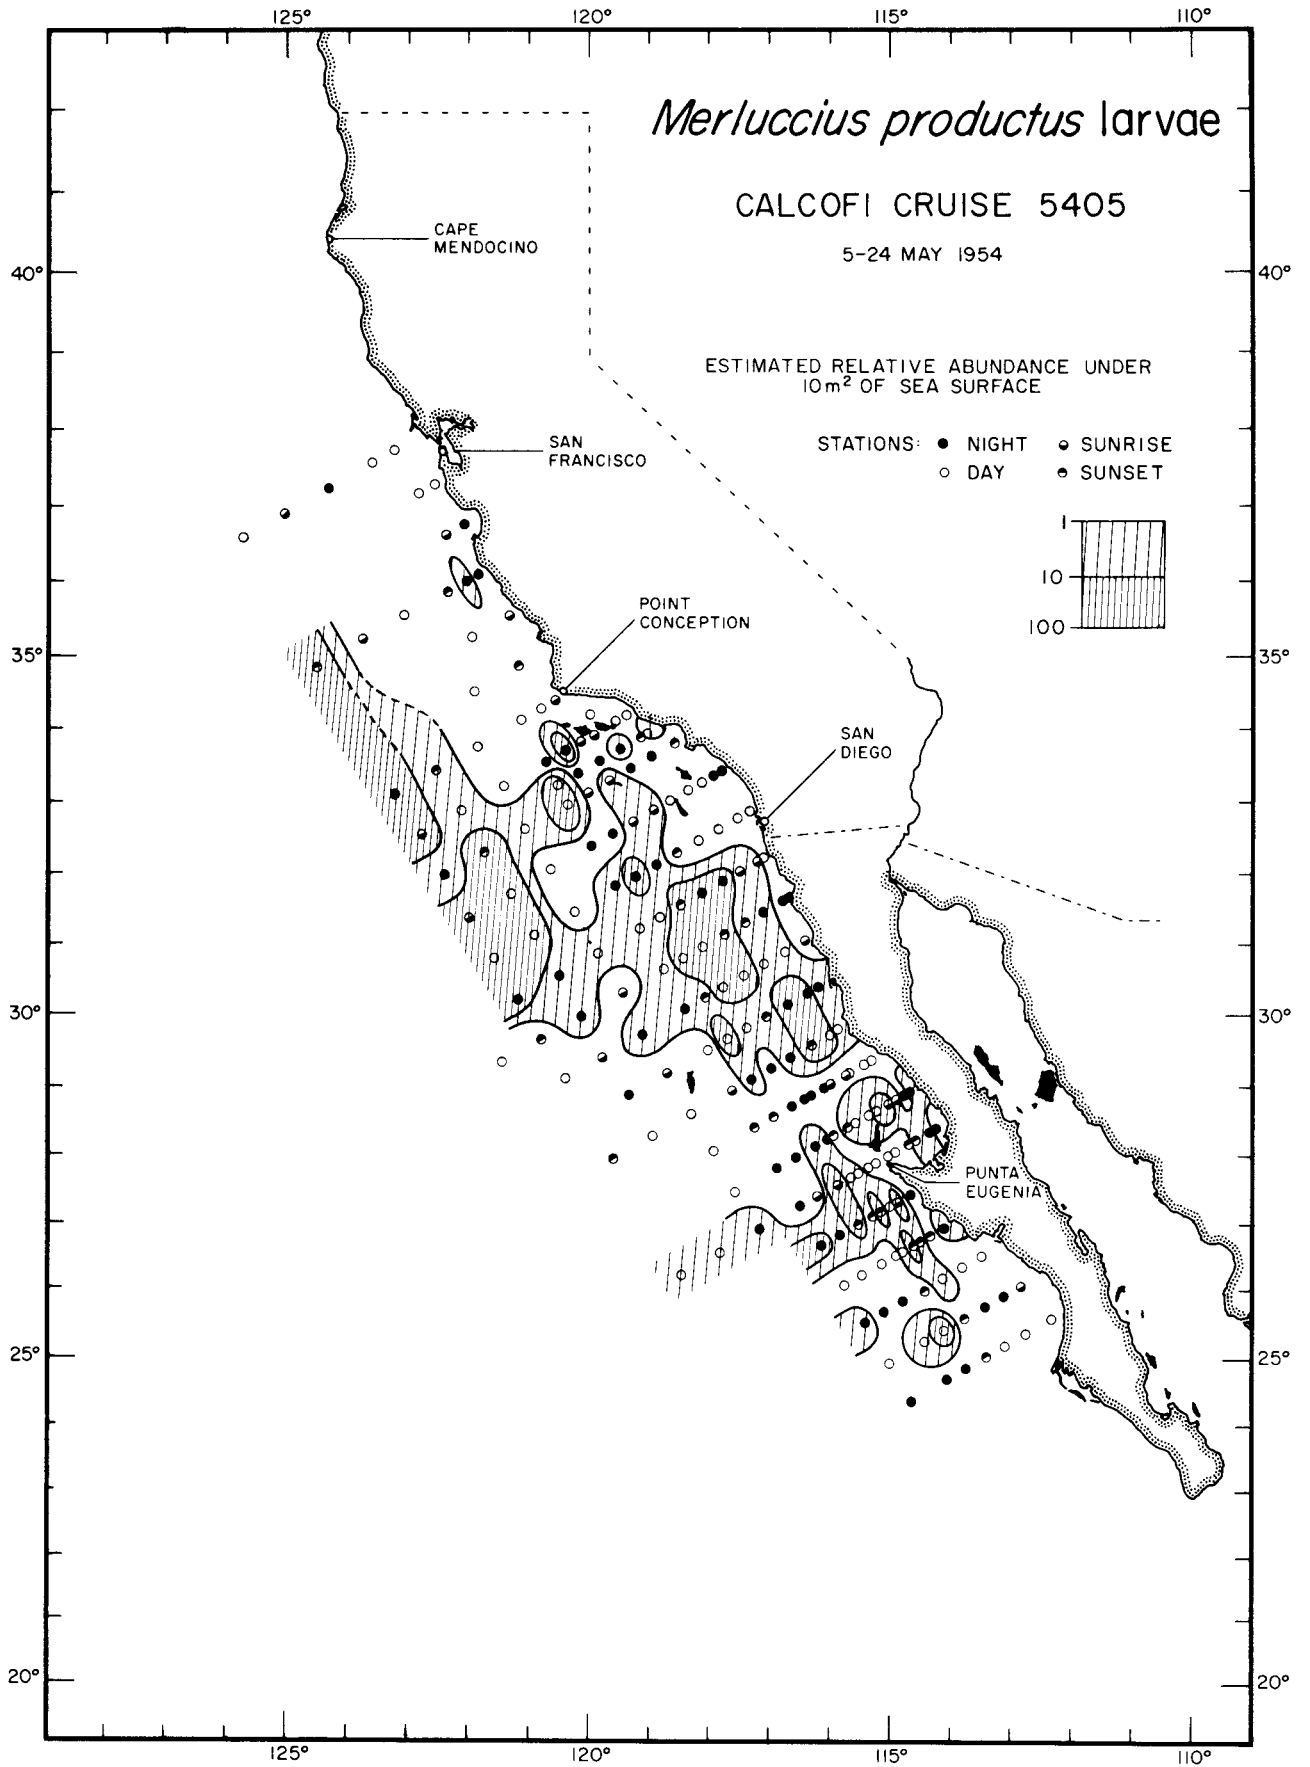 125° 120° 115° 110°
Merluccius productus larvae
CALCOFI CRUISE 5405
5-24 MAY 1954
CAPE
MENDOCINO
40° 40°
ESTIMATED RELATIVE ABUNDANCE UNDER
10m² OF SEA SURFACE
STATIONS: ● NIGHT ◒ SUNRISE
○ DAY ◓ SUNSET
SAN
FRANCISCO
1
10
100
POINT
CONCEPTION
35° 35°
SAN
DIEGO
30° 30°
PUNTA
EUGENIA
25° 25°
20° 20°
125° 120° 115° 110°